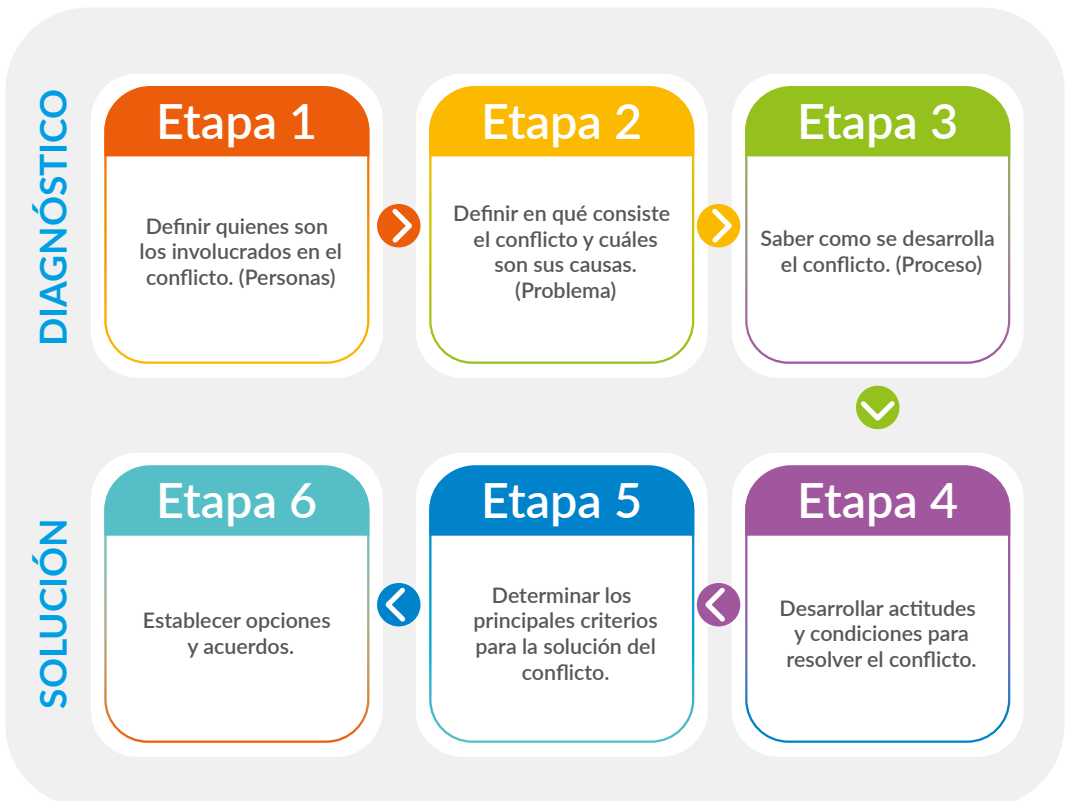 DIAGNÓSTICO
Etapa 1
Definir quienes son
los involucrados en el
conflicto. (Personas)
Etapa 2
Definir en qué consiste
el conflicto y cuáles
son sus causas.
(Problema)
Etapa 3
Saber como se desarrolla
el conflicto. (Proceso)
SOLUCIÓN
Etapa 4
Desarrollar actitudes
y condiciones para
resolver el conflicto.
Etapa 5
Determinar los
principales criterios
para la solución del
conflicto.
Etapa 6
Establecer opciones
y acuerdos.